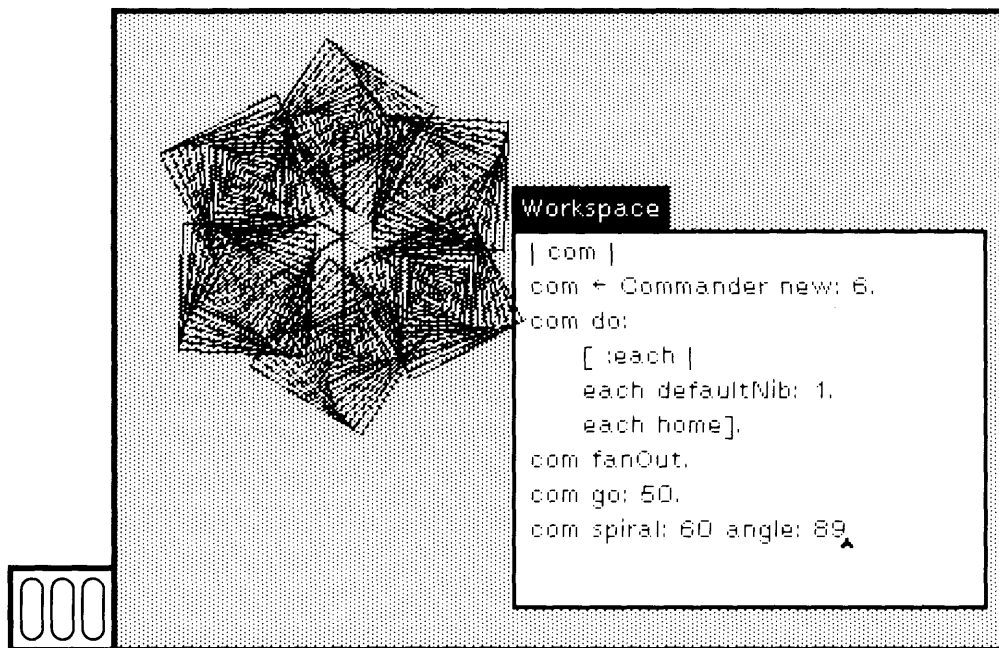 Workspace
| com |
com ← Commander new: 6.
com do:
[ :each |
each defaultNib: 1.
each home].
com fanOut.
com go: 50.
com spiral: 60 angle: 89